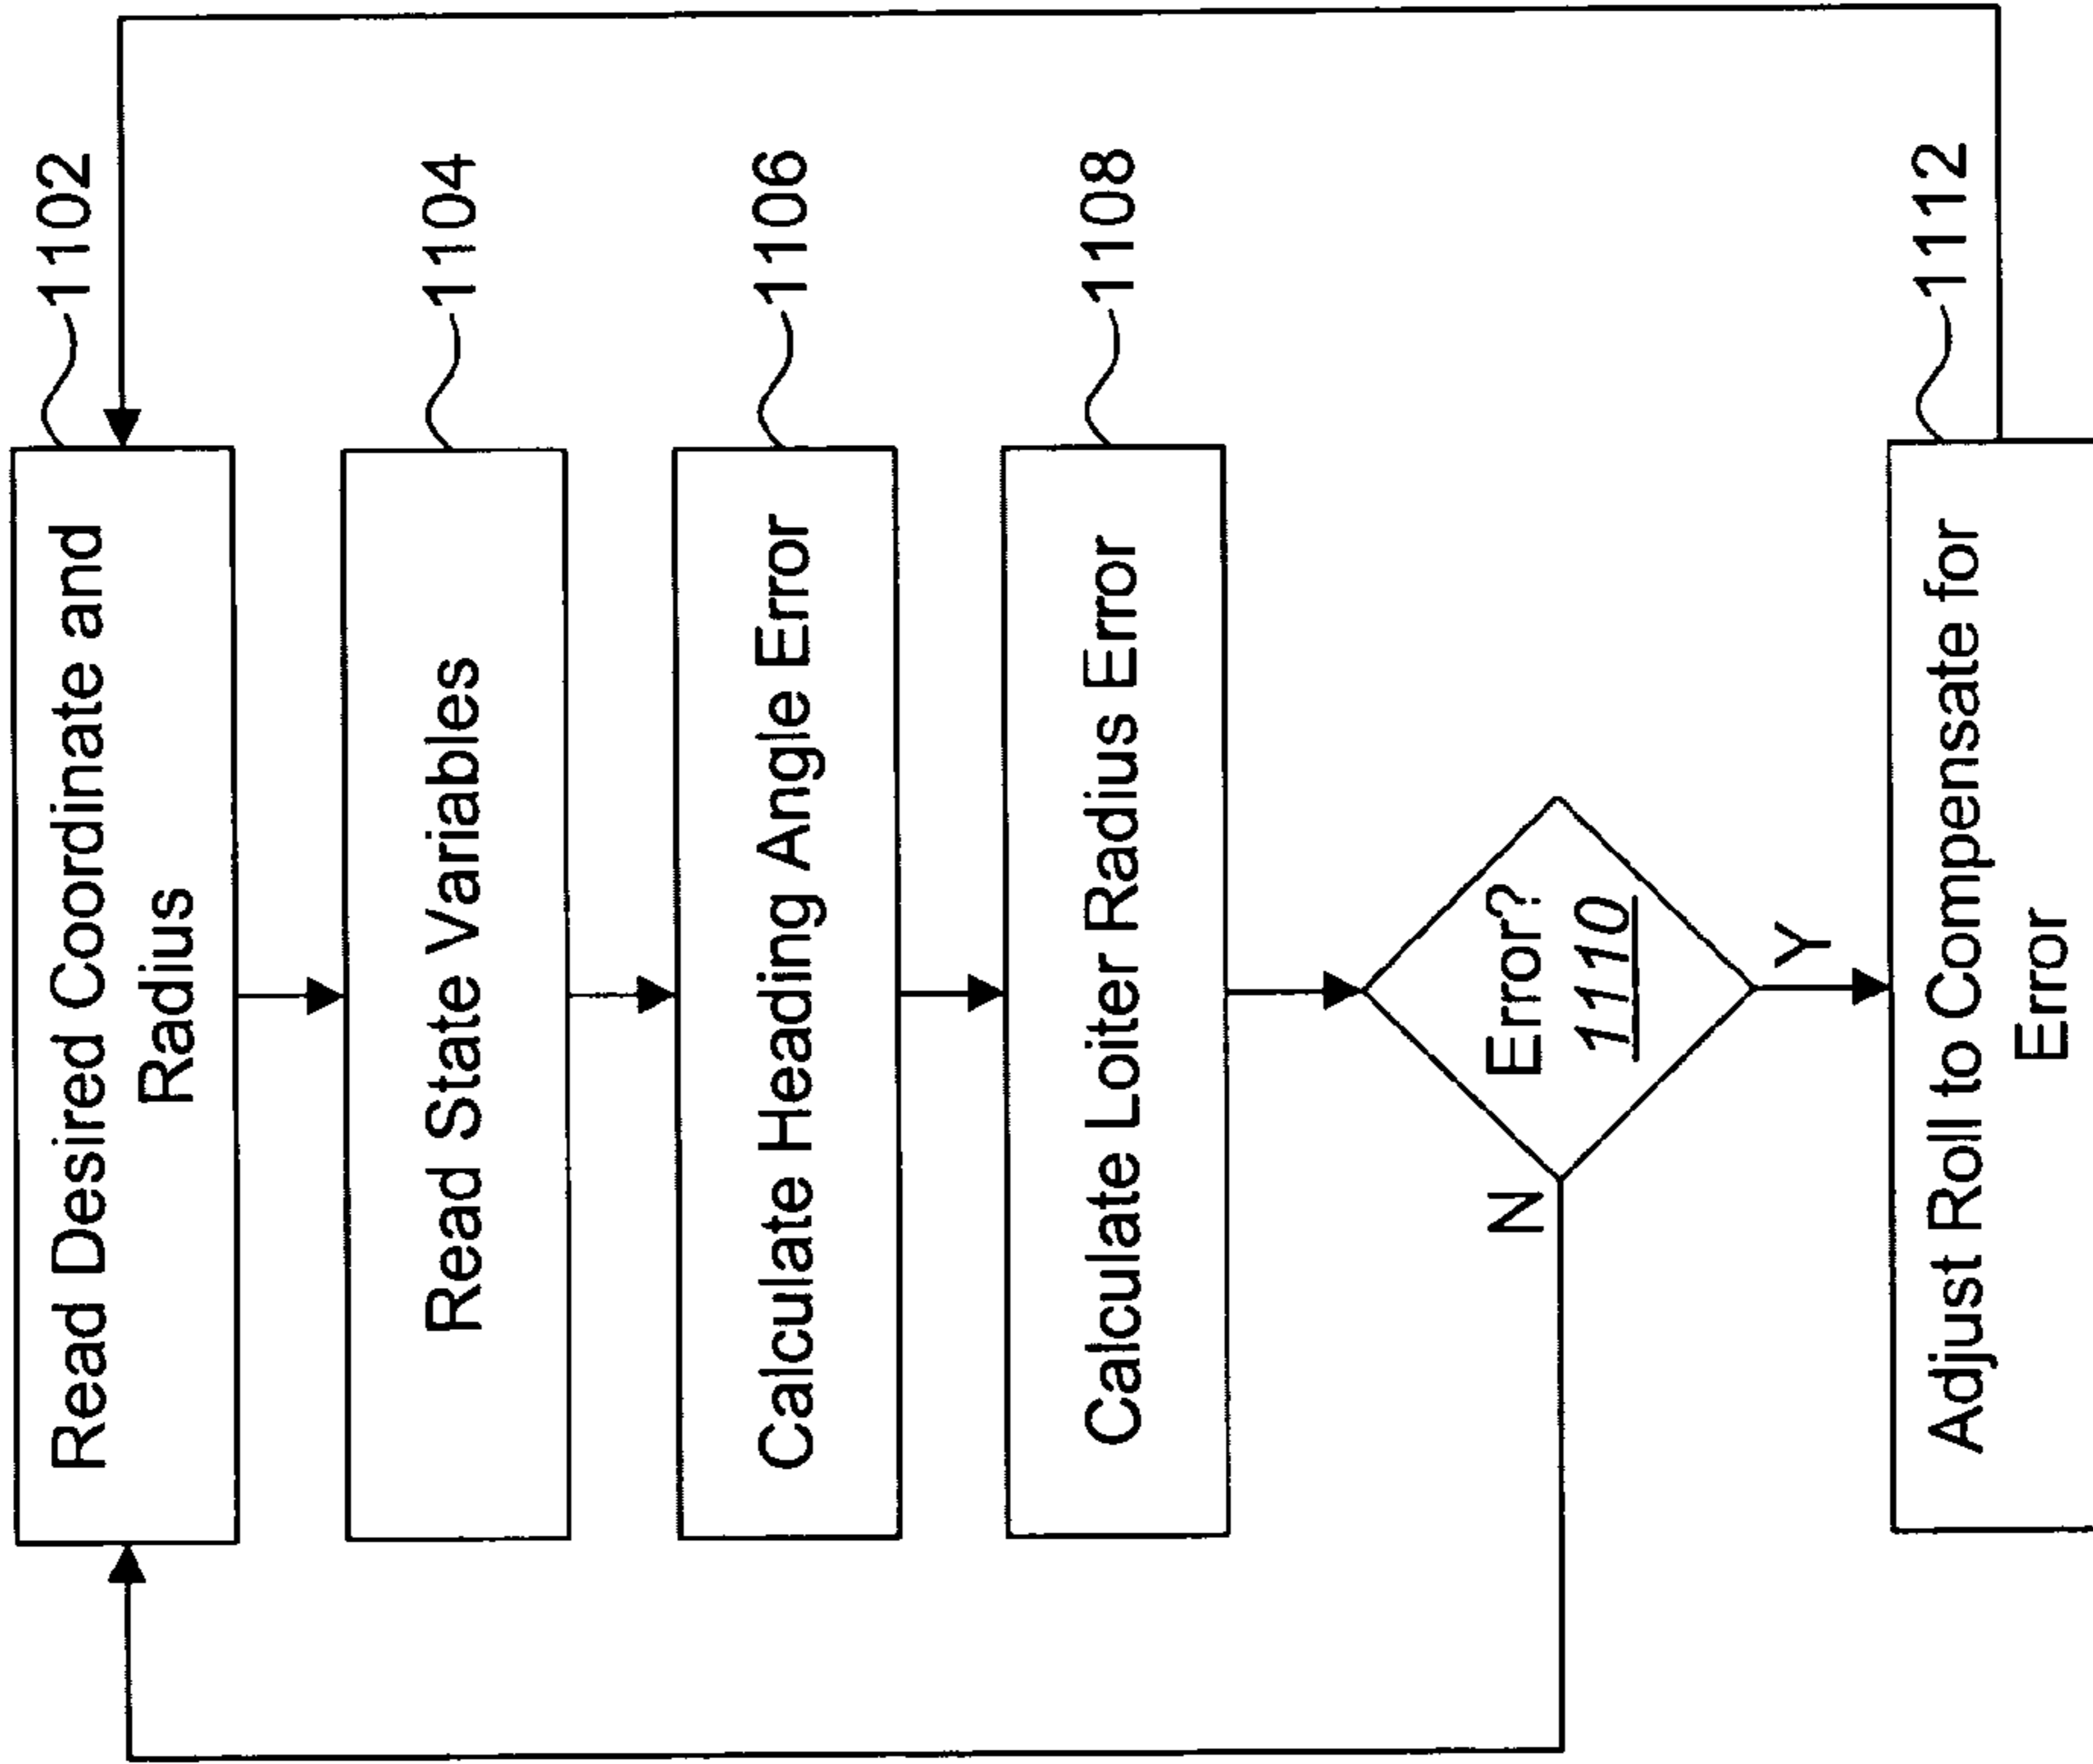 Read Desired Coordinate and
Radius
1102
Read State Variables
1104
Calculate Heading Angle Error
1106
Calculate Loiter Radius Error
1108
Error?
1110
N
Y
Adjust Roll to Compensate for
Error
1112